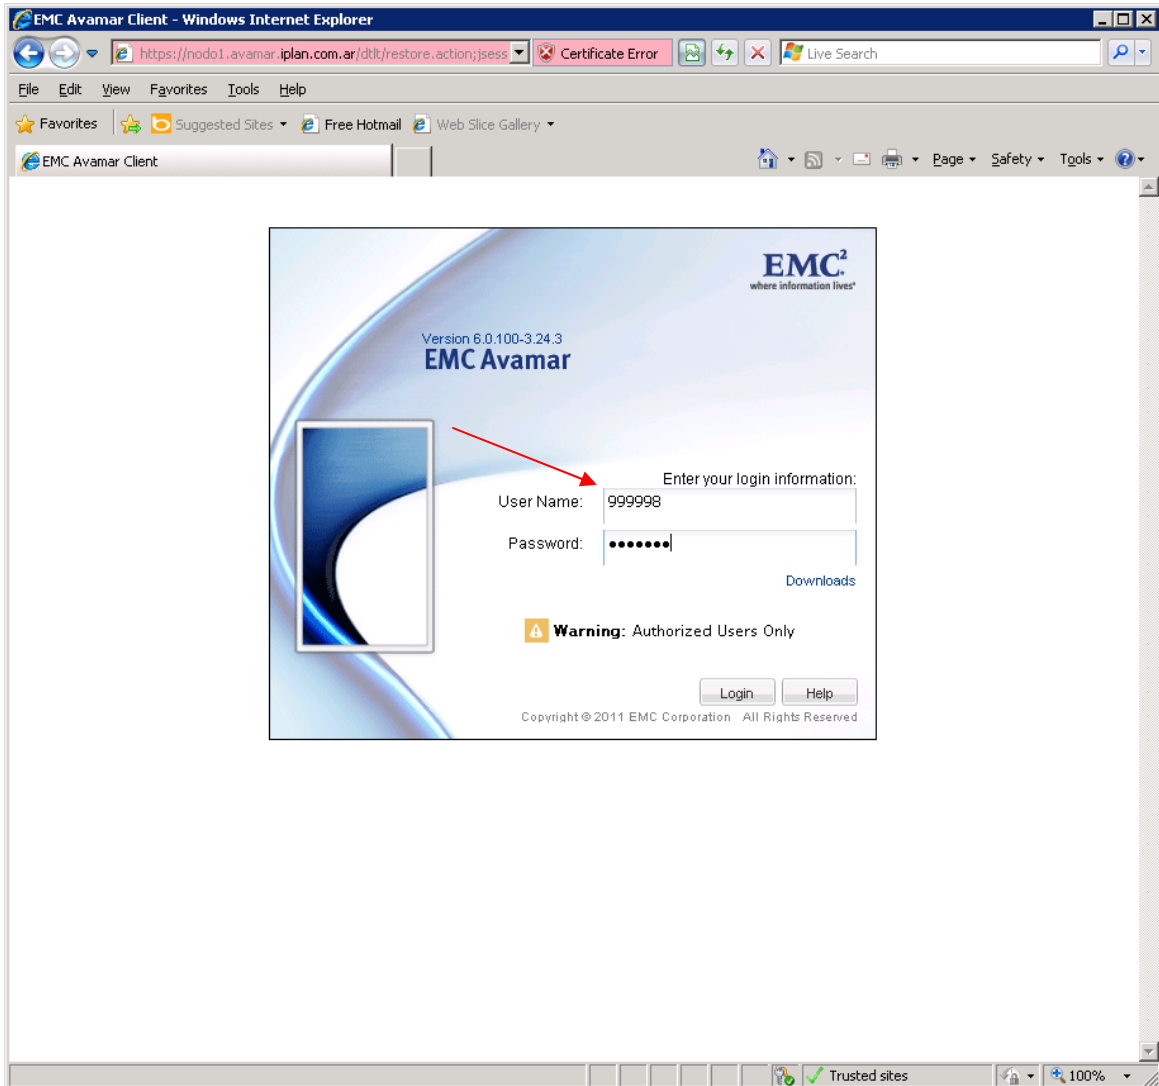 EMC Avamar Client - Windows Internet Explorer
https://nodo1.avamar.iplan.com.ar/dtlt/restore.action;jsess
Certificate Error
Live Search
File Edit View Favorites Tools Help
Favorites Suggested Sites Free Hotmail Web Slice Gallery
EMC Avamar Client
Page Safety Tools
EMC²
where information lives®
Version 6.0.100-3.24.3
EMC Avamar
Enter your login information:
User Name: 999998
Password: •••••••
Downloads
Warning: Authorized Users Only
Login Help
Copyright © 2011 EMC Corporation All Rights Reserved
Trusted sites 100%